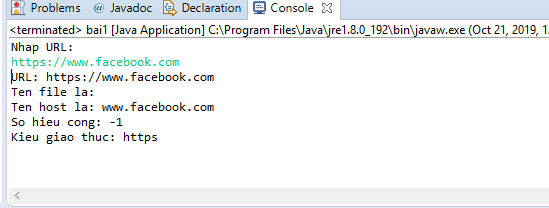 Problems @ Javadoc Declaration Console
<terminated> bai1 [Java Application] C:\Program Files\Java\jre1.8.0_192\bin\javaw.exe (Oct 21, 2019, 1
Nhap URL:
https://www.facebook.com
URL: https://www.facebook.com
Ten file la:
Ten host la: www.facebook.com
So hieu cong: -1
Kieu giao thuc: https